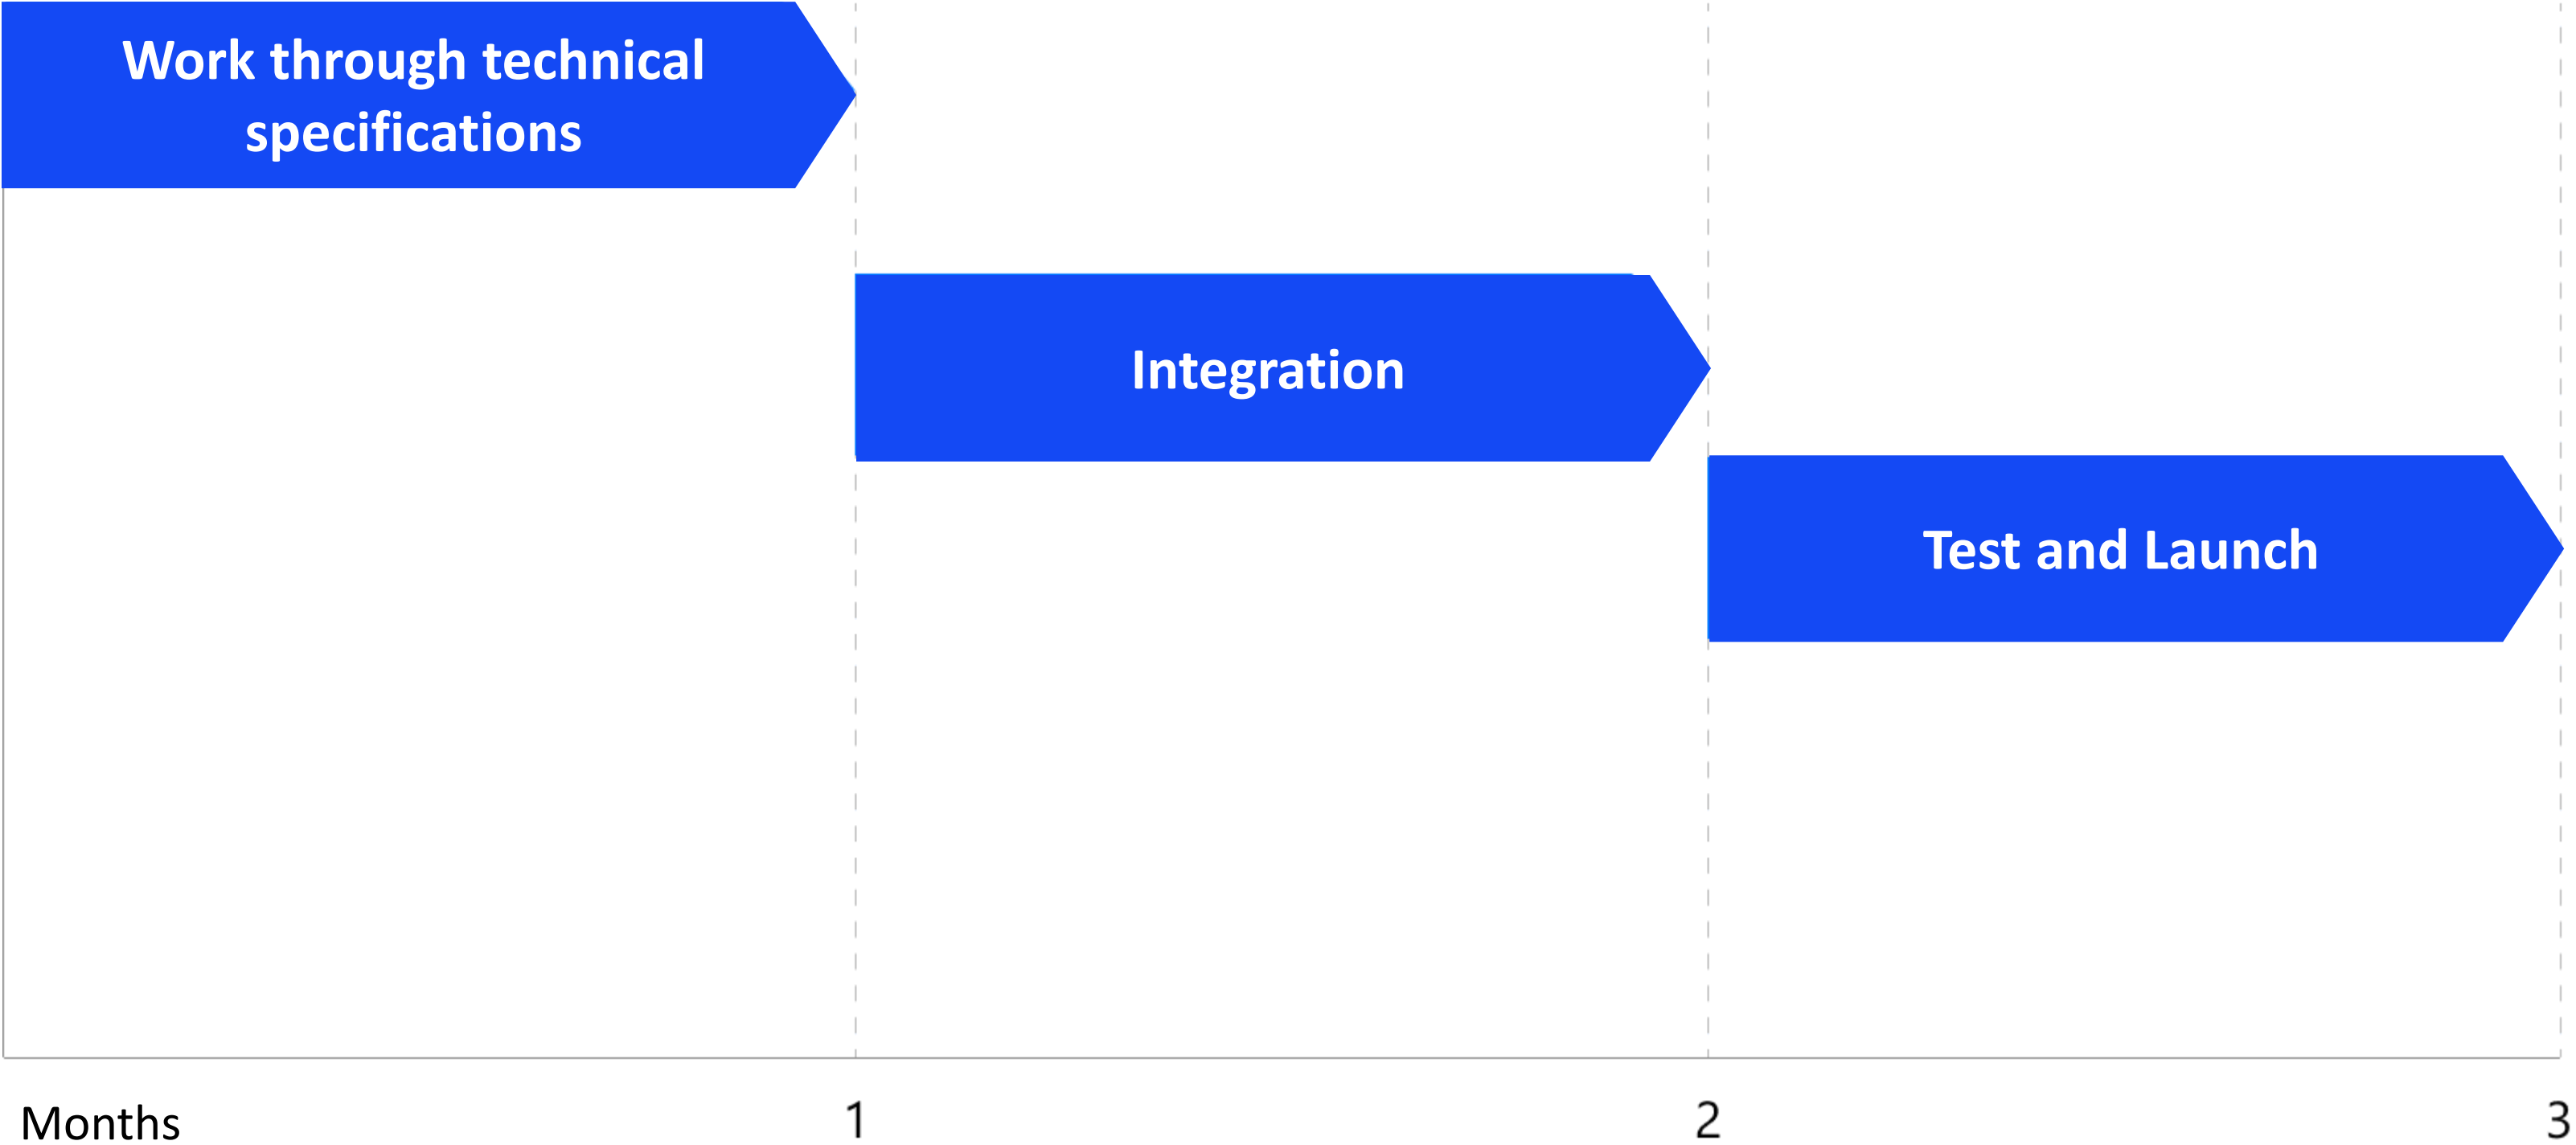 Work through technical
specifications
Integration
Test and Launch
Months 1 2 3